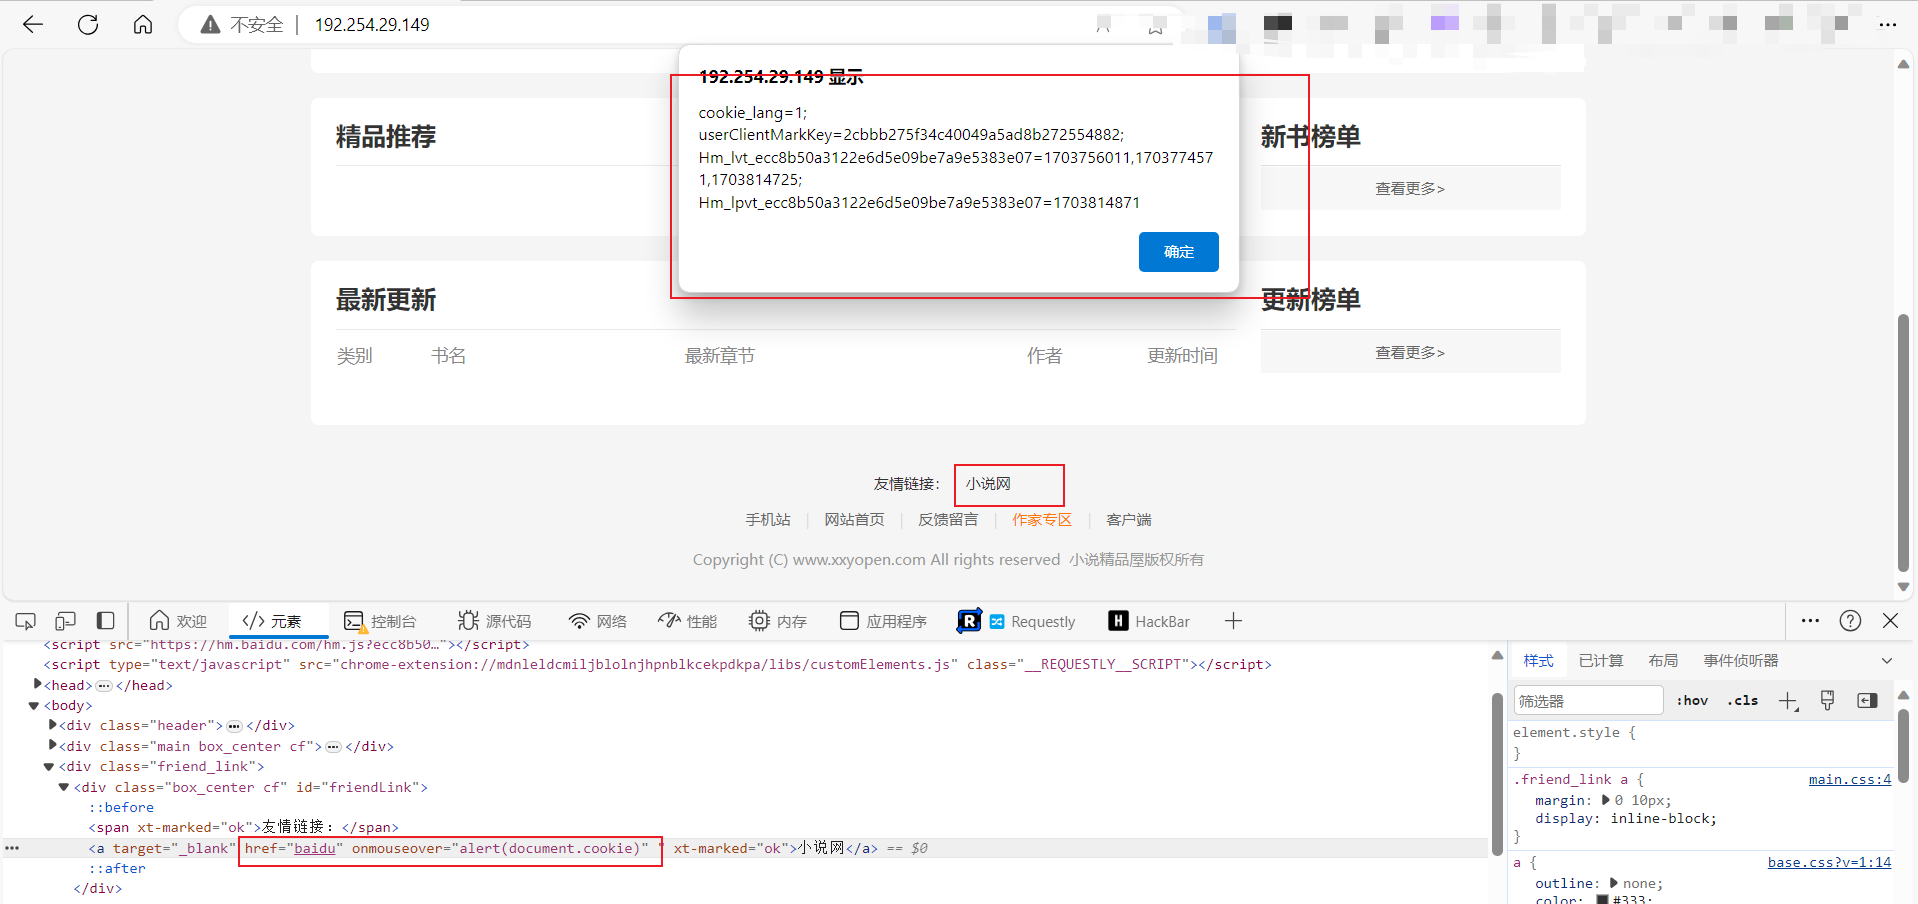 不安全 | 192.254.29.149
192.254.29.149 显示
cookie_lang=1;
userClientMarkKey=2cbbb275f34c40049a5ad8b272554882;
Hm_lvt_ecc8b50a3122e6d5e09be7a9e5383e07=1703756011,170377457
1,1703814725;
Hm_lpvt_ecc8b50a3122e6d5e09be7a9e5383e07=1703814871
确定
精品推荐
新书榜单
查看更多>
最新更新
类别 书名 最新章节 作者 更新时间
更新榜单
查看更多>
友情链接： 小说网
手机站 | 网站首页 | 反馈留言 | 作家专区 | 客户端
Copyright (C) www.xxyopen.com All rights reserved 小说精品屋版权所有
欢迎 </> 元素 控制台 源代码 网络 性能 内存 应用程序 R Requestly H HackBar
<script src="https://hm.baidu.com/hm.js?ecc8b50…"></script>
<script type="text/javascript" src="chrome-extension://mdnleldcmiljblolnjhpnblkcekpdkpa/libs/customElements.js" class="__REQUESTLY__SCRIPT"></script>
<head>…</head>
<body>
<div class="header">…</div>
<div class="main box_center cf">…</div>
<div class="friend_link">
<div class="box_center cf" id="friendLink">
::before
<span xt-marked="ok">友情链接：</span>
<a target="_blank" href="baidu" onmouseover="alert(document.cookie)" " xt-marked="ok">小说网</a> == $0
::after
</div>
样式 已计算 布局 事件侦听器
筛选器 :hov .cls
element.style {
}
.friend_link a { main.css:4
margin: 0 10px;
display: inline-block;
}
a { base.css?v=1:14
outline: none;
color: #333;